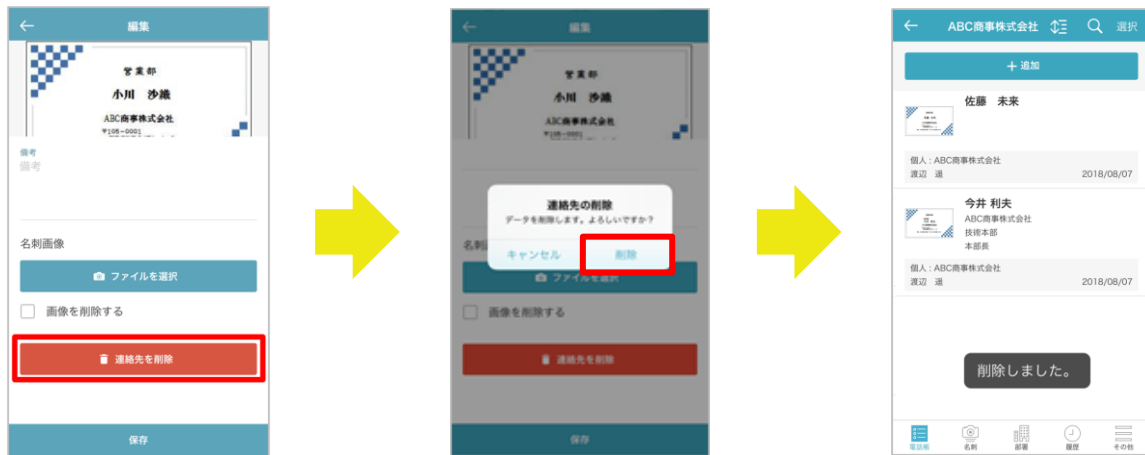 編集
営業部
小川　沙織
ABC商事株式会社
〒105-0001
備考
備考
名刺画像
ファイルを選択
画像を削除する
連絡先を削除
保存
編集
営業部
小川　沙織
ABC商事株式会社
〒105-0001
連絡先の削除
データを削除します。よろしいですか？
キャンセル
削除
名刺
ファイルを選択
画像を削除する
連絡先を削除
保存
ABC商事株式会社
選択
＋追加
佐藤　未来
個人 : ABC商事株式会社
渡辺　遥
2018/08/07
今井 利夫
ABC商事株式会社
技術本部
本部長
個人 : ABC商事株式会社
渡辺　遥
2018/08/07
削除しました。
電話帳
名刺
部署
履歴
その他